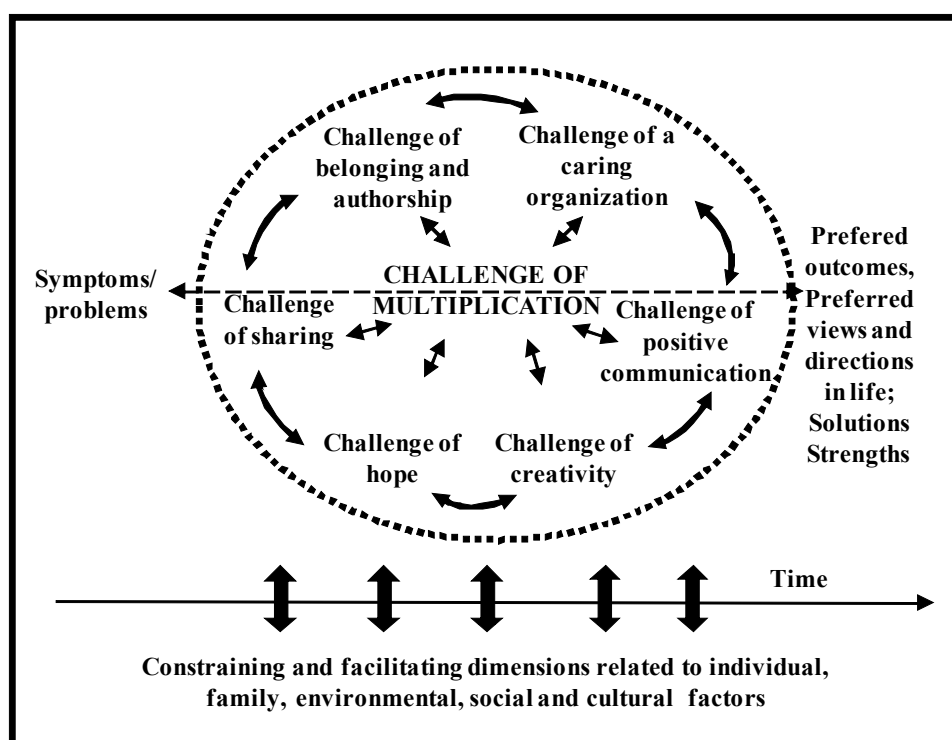 Challenge of
belonging and
authorship
Challenge of a
caring
organization
Symptoms/
problems
CHALLENGE OF
MULTIPLICATION
Challenge
of sharing
Challenge of
positive
communication
Prefered
outcomes,
Preferred
views and
directions
in life;
Solutions
Strengths
Challenge of
hope
Challenge of
creativity
Time
Constraining and facilitating dimensions related to individual,
family, environmental, social and cultural factors